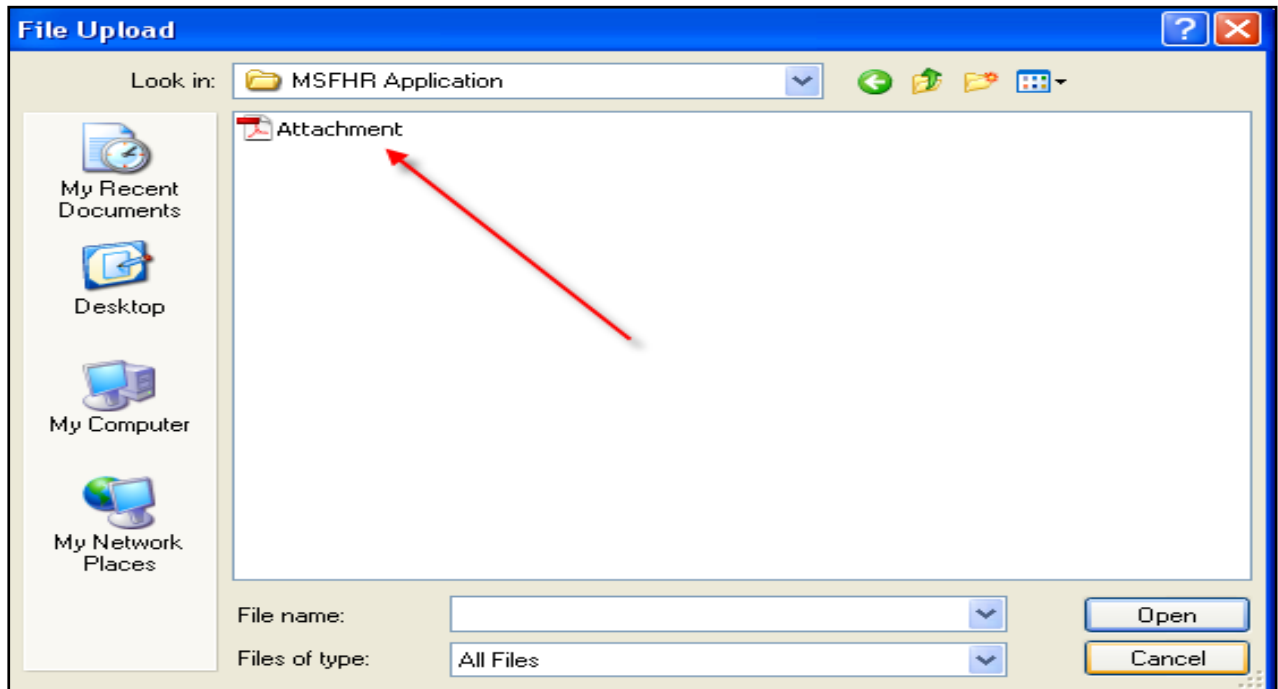 File Upload
Look in:
MSFHR Application
Attachment
My Recent
Documents
Desktop
My Computer
My Network
Places
File name:
Open
Files of type:
All Files
Cancel